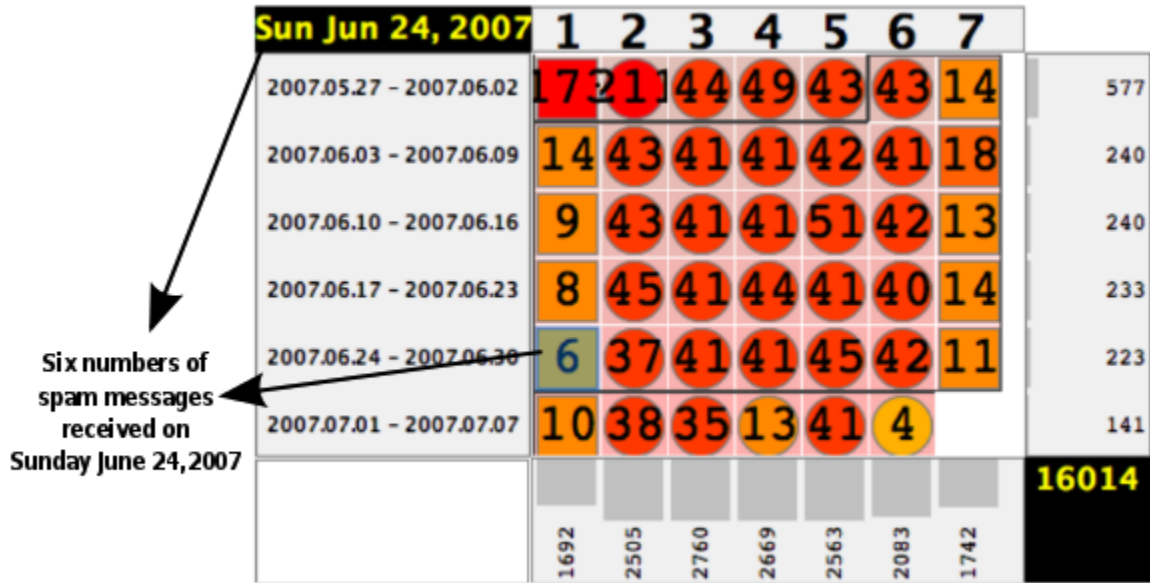 Sun Jun 24, 2007 1 2 3 4 5 6 7
2007.05.27 - 2007.06.02 173 211 44 49 43 43 14 577
2007.06.03 - 2007.06.09 14 43 41 41 42 41 18 240
2007.06.10 - 2007.06.16 9 43 41 41 51 42 13 240
2007.06.17 - 2007.06.23 8 45 41 44 41 40 14 233
2007.06.24 - 2007.06.30 6 37 41 41 45 42 11 223
2007.07.01 - 2007.07.07 10 38 35 13 41 4 141
Six numbers of
spam messages
received on
Sunday June 24,2007
1692 2505 2760 2669 2563 2083 1742
16014